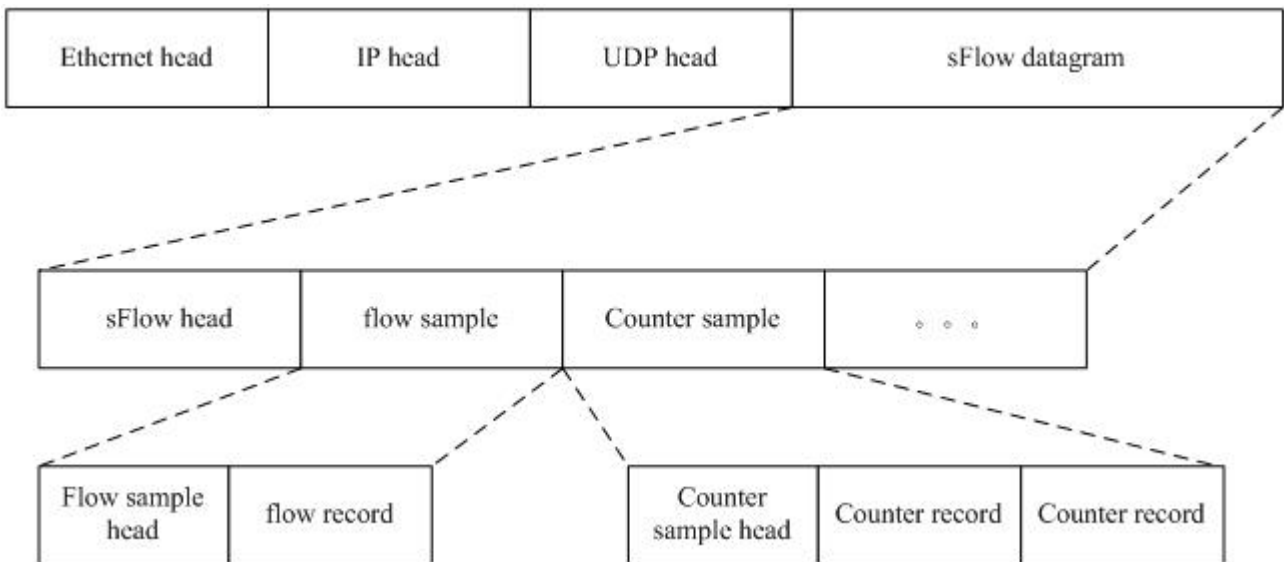 Ethernet head
IP head
UDP head
sFlow datagram
sFlow head
flow sample
Counter sample
。。。
Flow sample
head
flow record
Counter
sample head
Counter record
Counter record